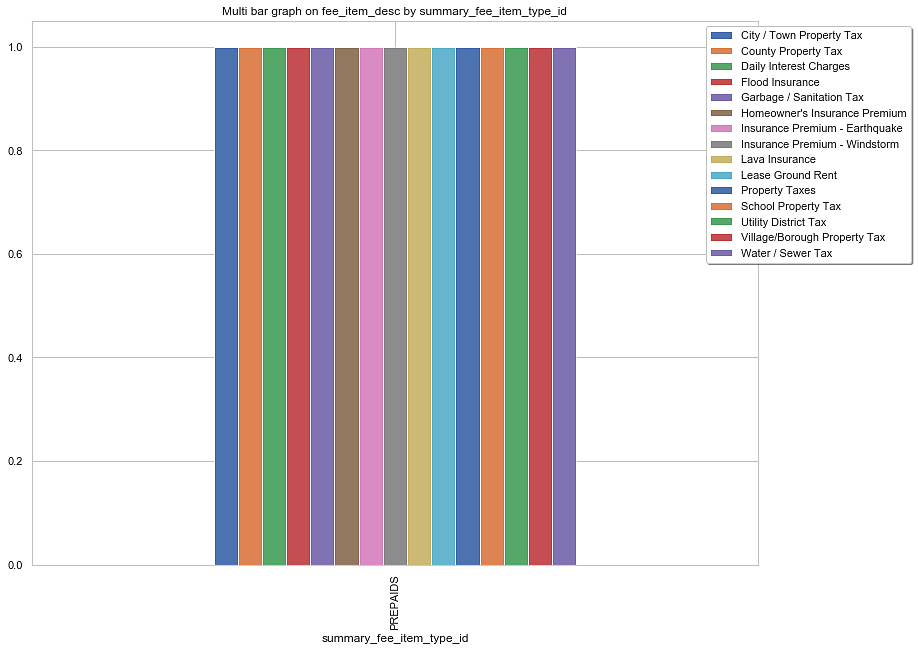 Multi bar graph on fee_item_desc by summary_fee_item_type_id
1.0
0.8
0.6
0.4
0.2
0.0
City / Town Property Tax
County Property Tax
Daily Interest Charges
Flood Insurance
Garbage / Sanitation Tax
Homeowner's Insurance Premium
Insurance Premium - Earthquake
Insurance Premium - Windstorm
Lava Insurance
Lease Ground Rent
Property Taxes
School Property Tax
Utility District Tax
Village/Borough Property Tax
Water / Sewer Tax
PREPAIDS
summary_fee_item_type_id